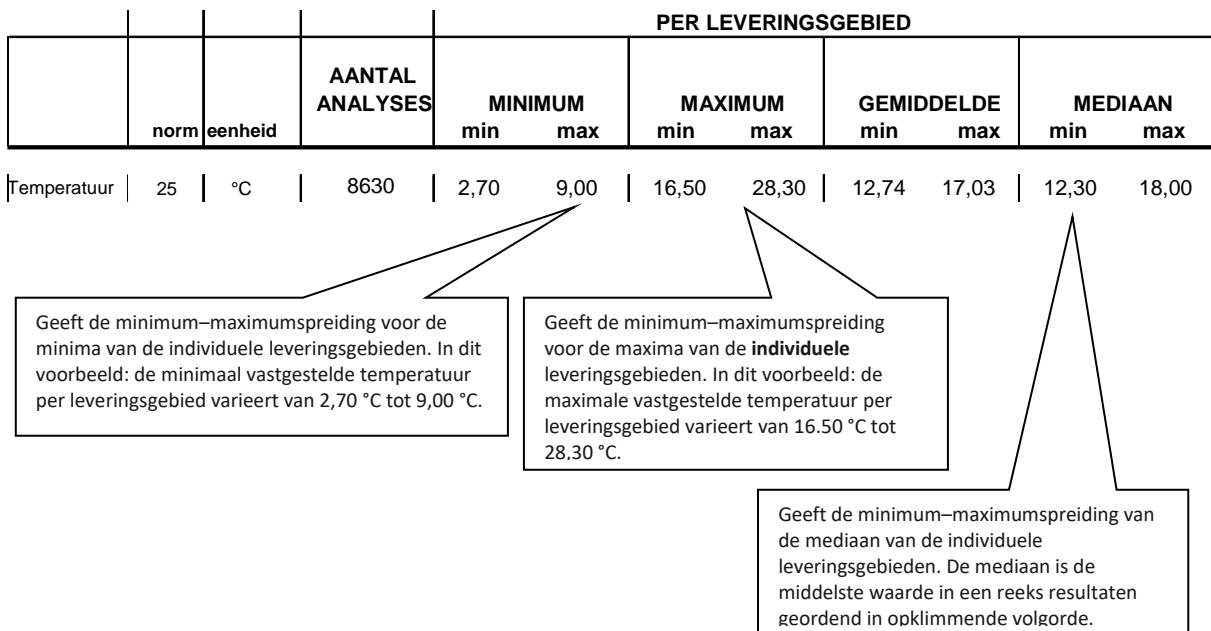 PER LEVERINGSGEBIED
AANTAL
ANALYSES MINIMUM MAXIMUM GEMIDDELDE MEDIAAN
norm eenheid min max min max min max min max
Temperatuur 25 °C 8630 2,70 9,00 16,50 28,30 12,74 17,03 12,30 18,00
Geeft de minimum–maximumspreiding voor de
minima van de individuele leveringsgebieden. In dit
voorbeeld: de minimaal vastgestelde temperatuur
per leveringsgebied varieert van 2,70 °C tot 9,00 °C.
Geeft de minimum–maximumspreiding
voor de maxima van de individuele
leveringsgebieden. In dit voorbeeld: de
maximale vastgestelde temperatuur per
leveringsgebied varieert van 16.50 °C tot
28,30 °C.
Geeft de minimum–maximumspreiding van
de mediaan van de individuele
leveringsgebieden. De mediaan is de
middelste waarde in een reeks resultaten
geordend in opklimmende volgorde.